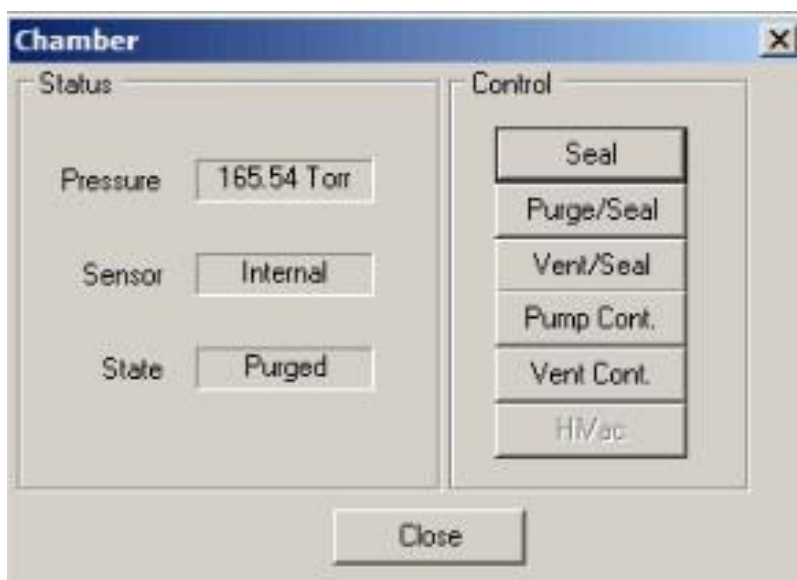 Chamber
Status
Pressure 165.54 Torr
Sensor Internal
State Purged
Control
Seal
Purge/Seal
Vent/Seal
Pump Cont.
Vent Cont.
HiVac
Close